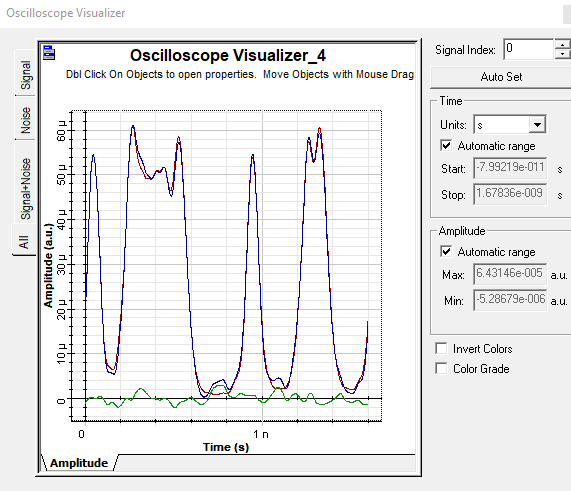 Oscilloscope Visualizer
Signal
Noise
Signal+Noise
All
Oscilloscope Visualizer_4
Dbl Click On Objects to open properties. Move Objects with Mouse Drag
Amplitude (a.u.)
60 µ
50 µ
40 µ
30 µ
20 µ
10 µ
0
0
1 n
Time (s)
Amplitude
Signal Index: 0
Auto Set
Time
Units: s
Automatic range
Start: -7.99219e-011 s
Stop: 1.67836e-009 s
Amplitude
Automatic range
Max: 6.43146e-005 a.u.
Min: -5.28679e-006 a.u.
Invert Colors
Color Grade